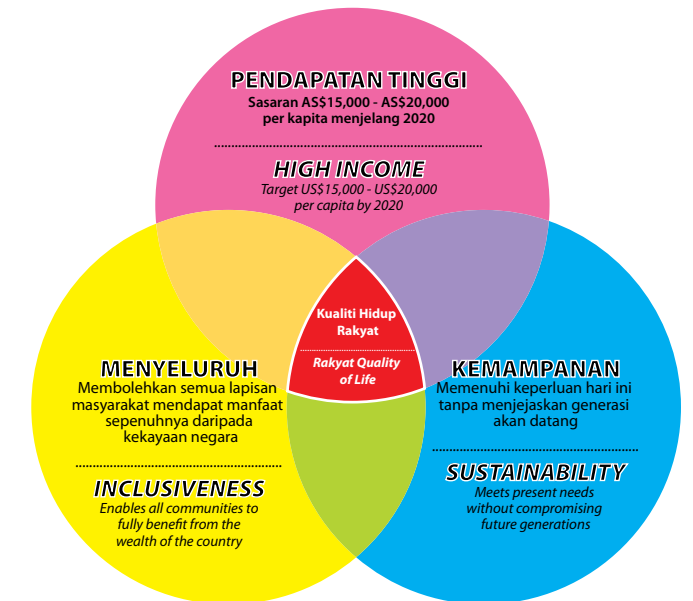 PENDAPATAN TINGGI
Sasaran AS$15,000 - AS$20,000
per kapita menjelang 2020
HIGH INCOME
Target US$15,000 - US$20,000
per capita by 2020
Kualiti Hidup
Rakyat
Rakyat Quality
of Life
MENYELURUH
Membolehkan semua lapisan
masyarakat mendapat manfaat
sepenuhnya daripada
kekayaan negara
INCLUSIVENESS
Enables all communities to
fully benefit from the
wealth of the country
KEMAMPANAN
Memenuhi keperluan hari ini
tanpa menjejaskan generasi
akan datang
SUSTAINABILITY
Meets present needs
without compromising
future generations